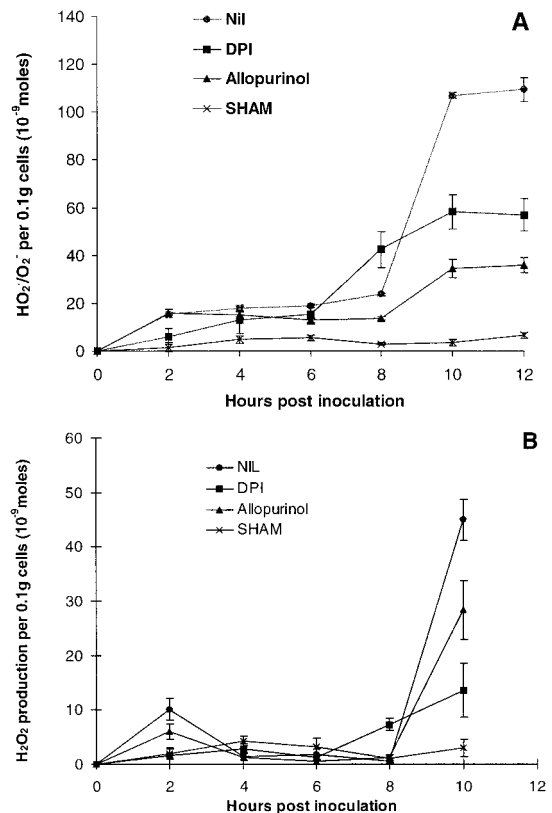 A
Nil
DPI
Allopurinol
SHAM
HO2·/O2·- per 0.1g cells (10-9moles)
140
120
100
80
60
40
20
0
0 2 4 6 8 10 12
Hours post inoculation
B
NIL
DPI
Allopurinol
SHAM
H2O2 production per 0.1g cells (10-9moles)
60
50
40
30
20
10
0
0 2 4 6 8 10 12
Hours post inoculation